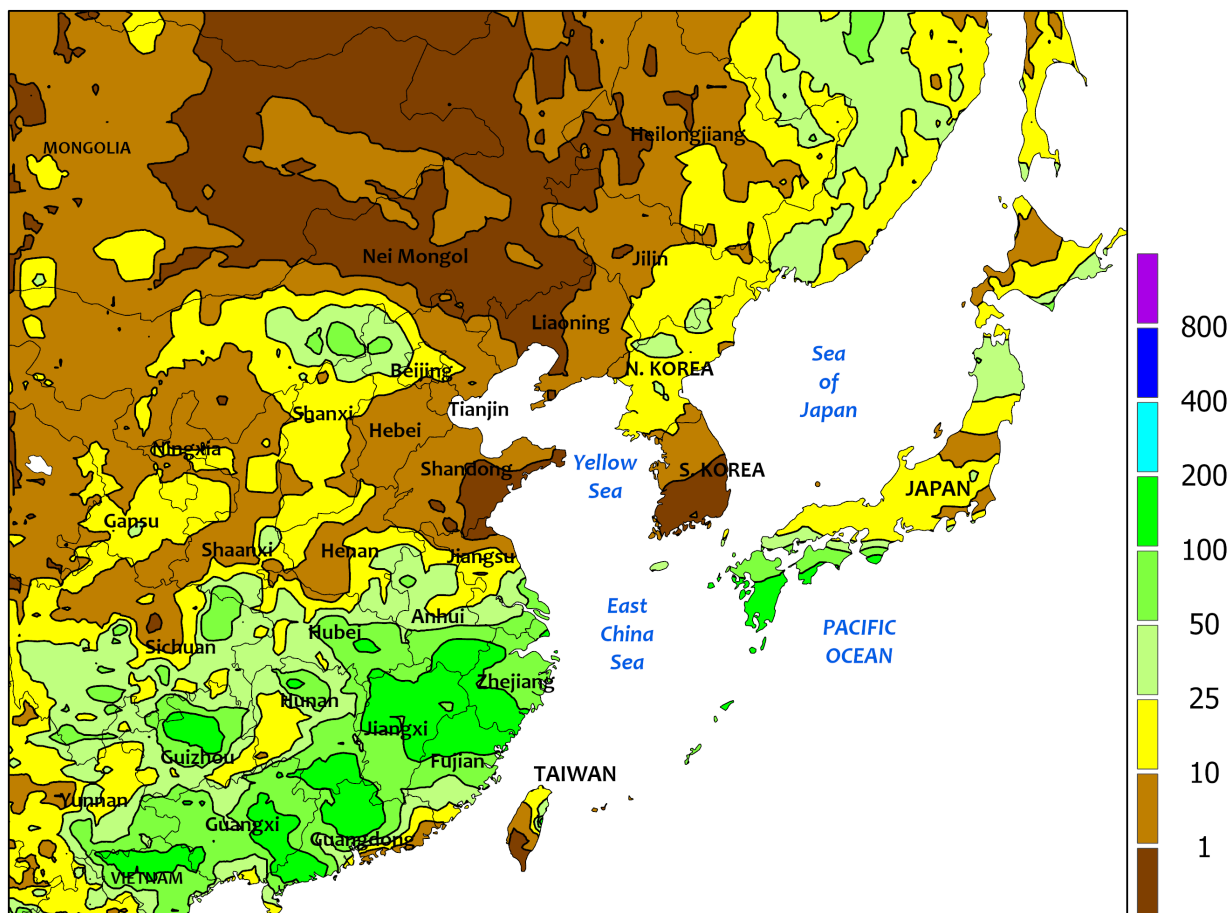 Heilongjiang
MONGOLIA
Nei Mongol
Jilin
Liaoning
800
Sea
of
Japan
N. KOREA
Beijing
400
Tianjin
Shanxi
Hebei
Ningxia
Shandong
Yellow
Sea
S. KOREA
200
JAPAN
Gansu
Shaanxi
Henan
Jiangsu
100
East
China
Sea
Anhui
Hubei
PACIFIC
OCEAN
50
Sichuan
Zhejiang
Hunan
25
Jiangxi
Guizhou
Fujian
TAIWAN
10
Yunnan
Guangxi
Guangdong
1
VIETNAM